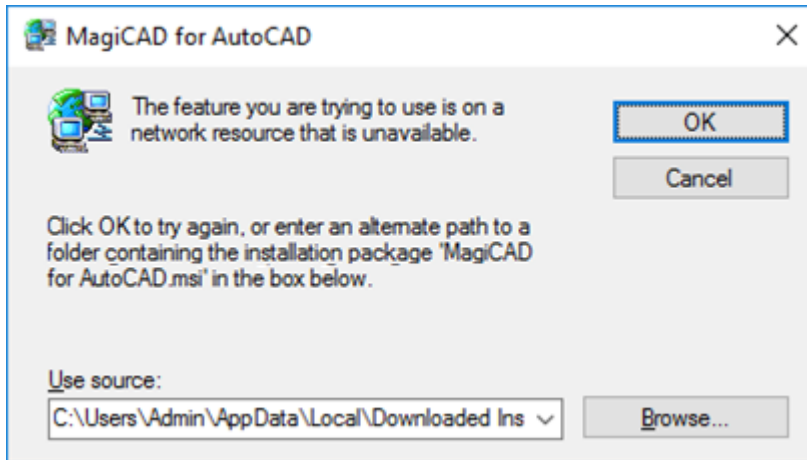 MagiCAD for AutoCAD
The feature you are trying to use is on a
network resource that is unavailable.
OK
Cancel
Click OK to try again, or enter an alternate path to a
folder containing the installation package 'MagiCAD
for AutoCAD.msi' in the box below.
Use source:
C:\Users\Admin\AppData\Local\Downloaded Ins
Browse...